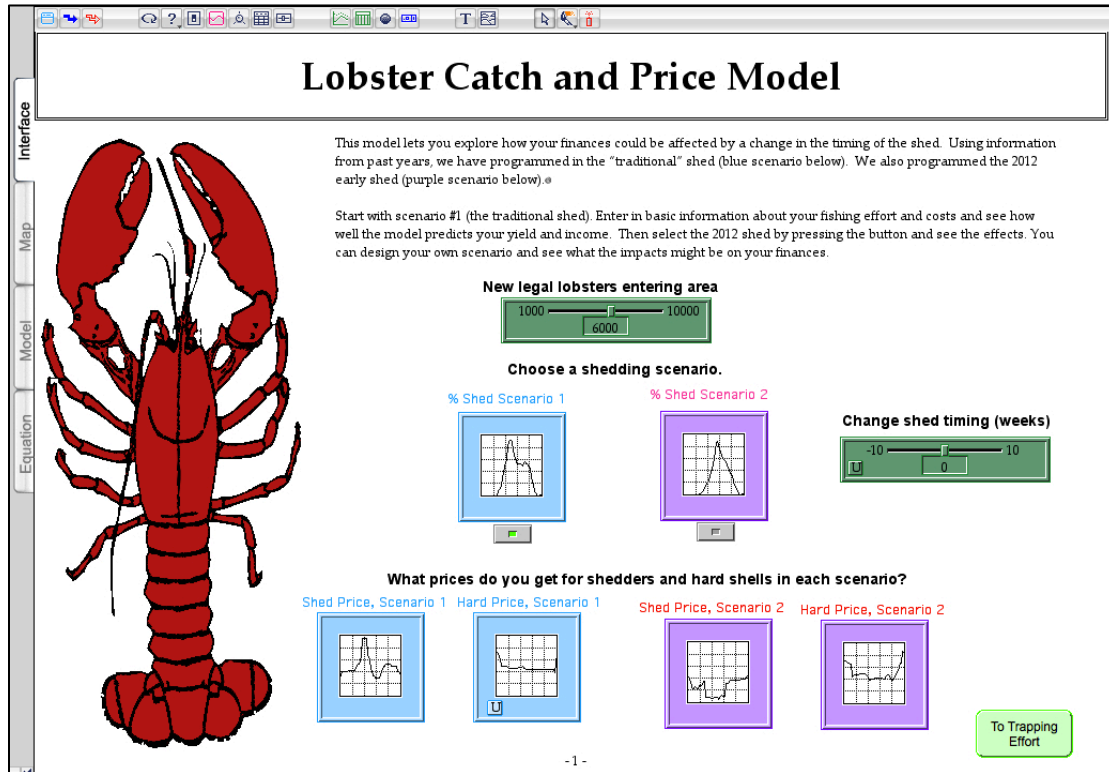 Lobster Catch and Price Model
Interface
Map
Model
Equation
This model lets you explore how your finances could be affected by a change in the timing of the shed. Using information
from past years, we have programmed in the "traditional" shed (blue scenario below). We also programmed the 2012
early shed (purple scenario below).
Start with scenario #1 (the traditional shed). Enter in basic information about your fishing effort and costs and see how
well the model predicts your yield and income. Then select the 2012 shed by pressing the button and see the effects. You
can design your own scenario and see what the impacts might be on your finances.
New legal lobsters entering area
1000 10000
6000
Choose a shedding scenario.
% Shed Scenario 1
% Shed Scenario 2
Change shed timing (weeks)
-10 10
U 0
What prices do you get for shedders and hard shells in each scenario?
Shed Price, Scenario 1
Hard Price, Scenario 1
Shed Price, Scenario 2
Hard Price, Scenario 2
U
To Trapping
Effort
-1-